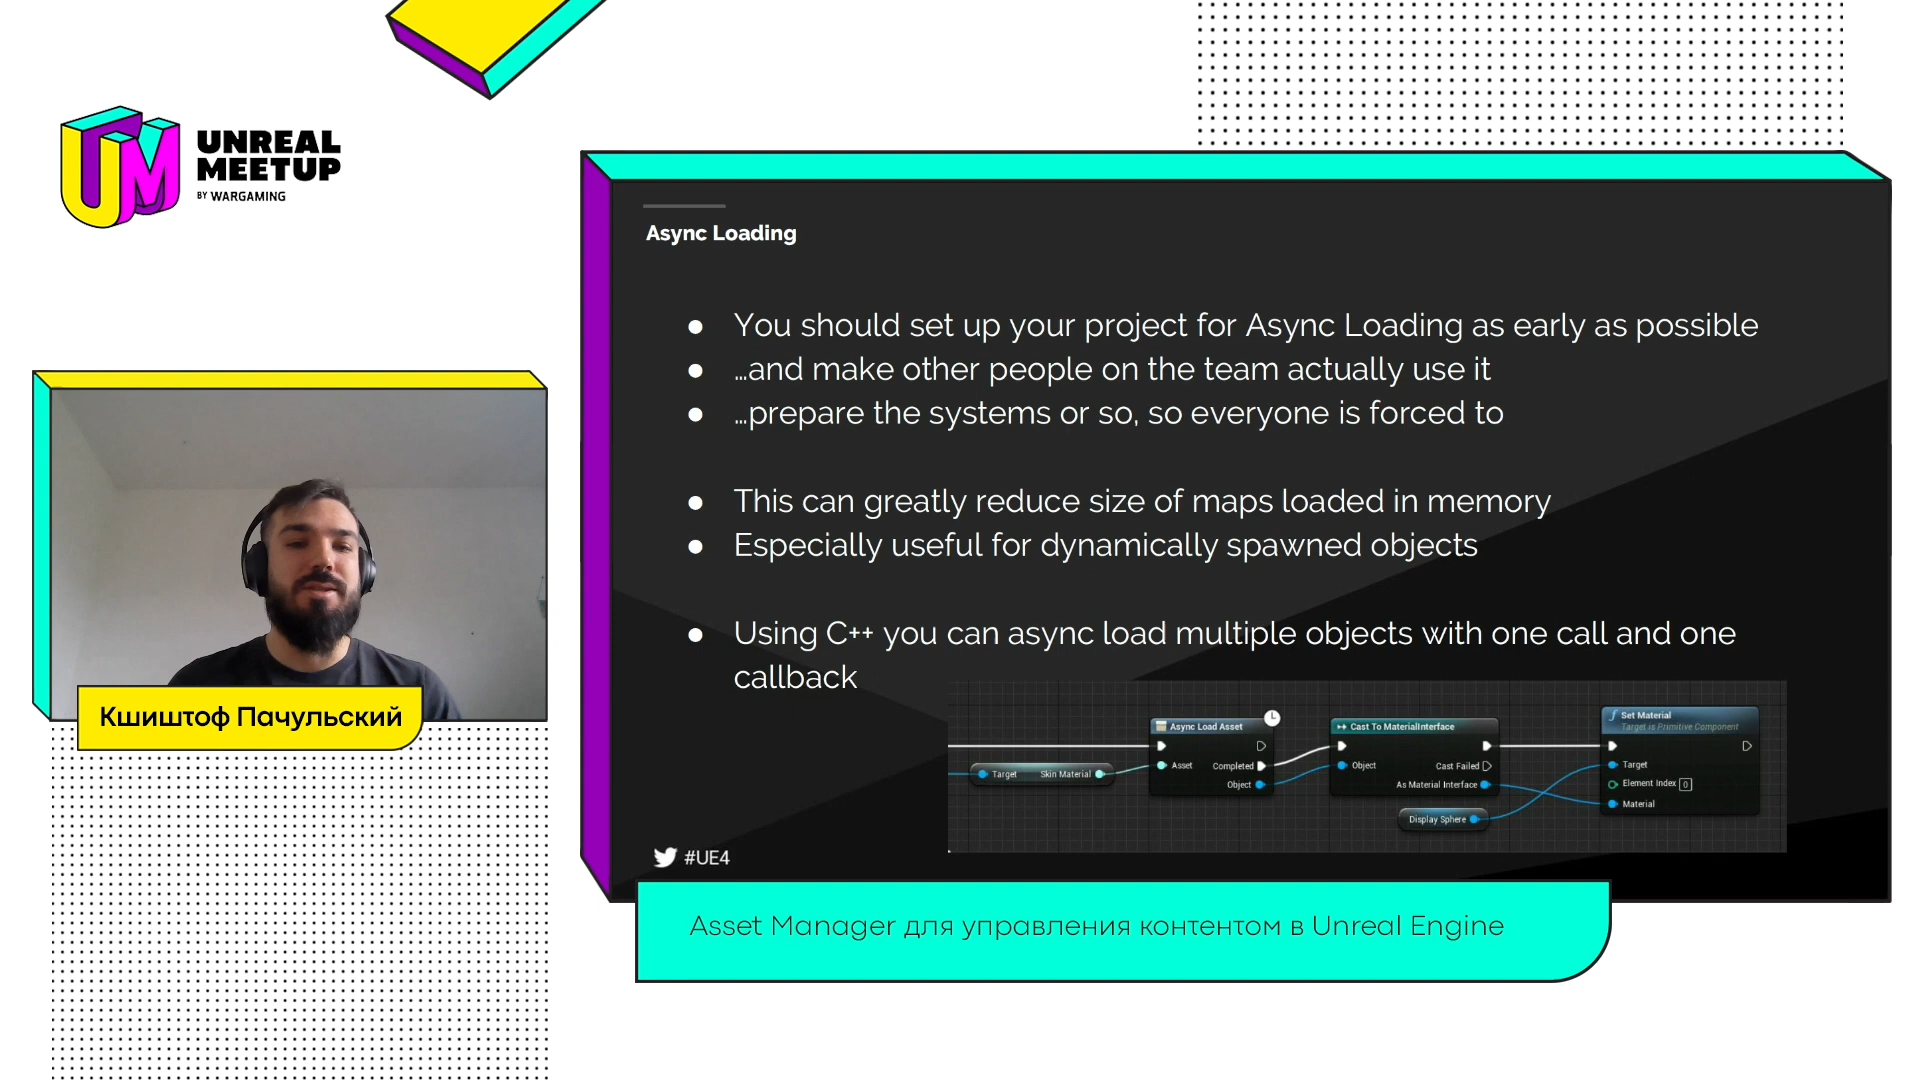 UNREAL
MEETUP
BY WARGAMING
Async Loading
● You should set up your project for Async Loading as early as possible
● …and make other people on the team actually use it
● …prepare the systems or so, so everyone is forced to
● This can greatly reduce size of maps loaded in memory
● Especially useful for dynamically spawned objects
● Using C++ you can async load multiple objects with one call and one
callback
Target Skin Material
Async Load Asset
Asset Completed
Object
Cast To MaterialInterface
Object Cast Failed
As Material Interface
Display Sphere
Set Material
Target is Primitive Component
Target
Element Index 0
Material
#UE4
Кшиштоф Пачульский
Asset Manager для управления контентом в Unreal Engine